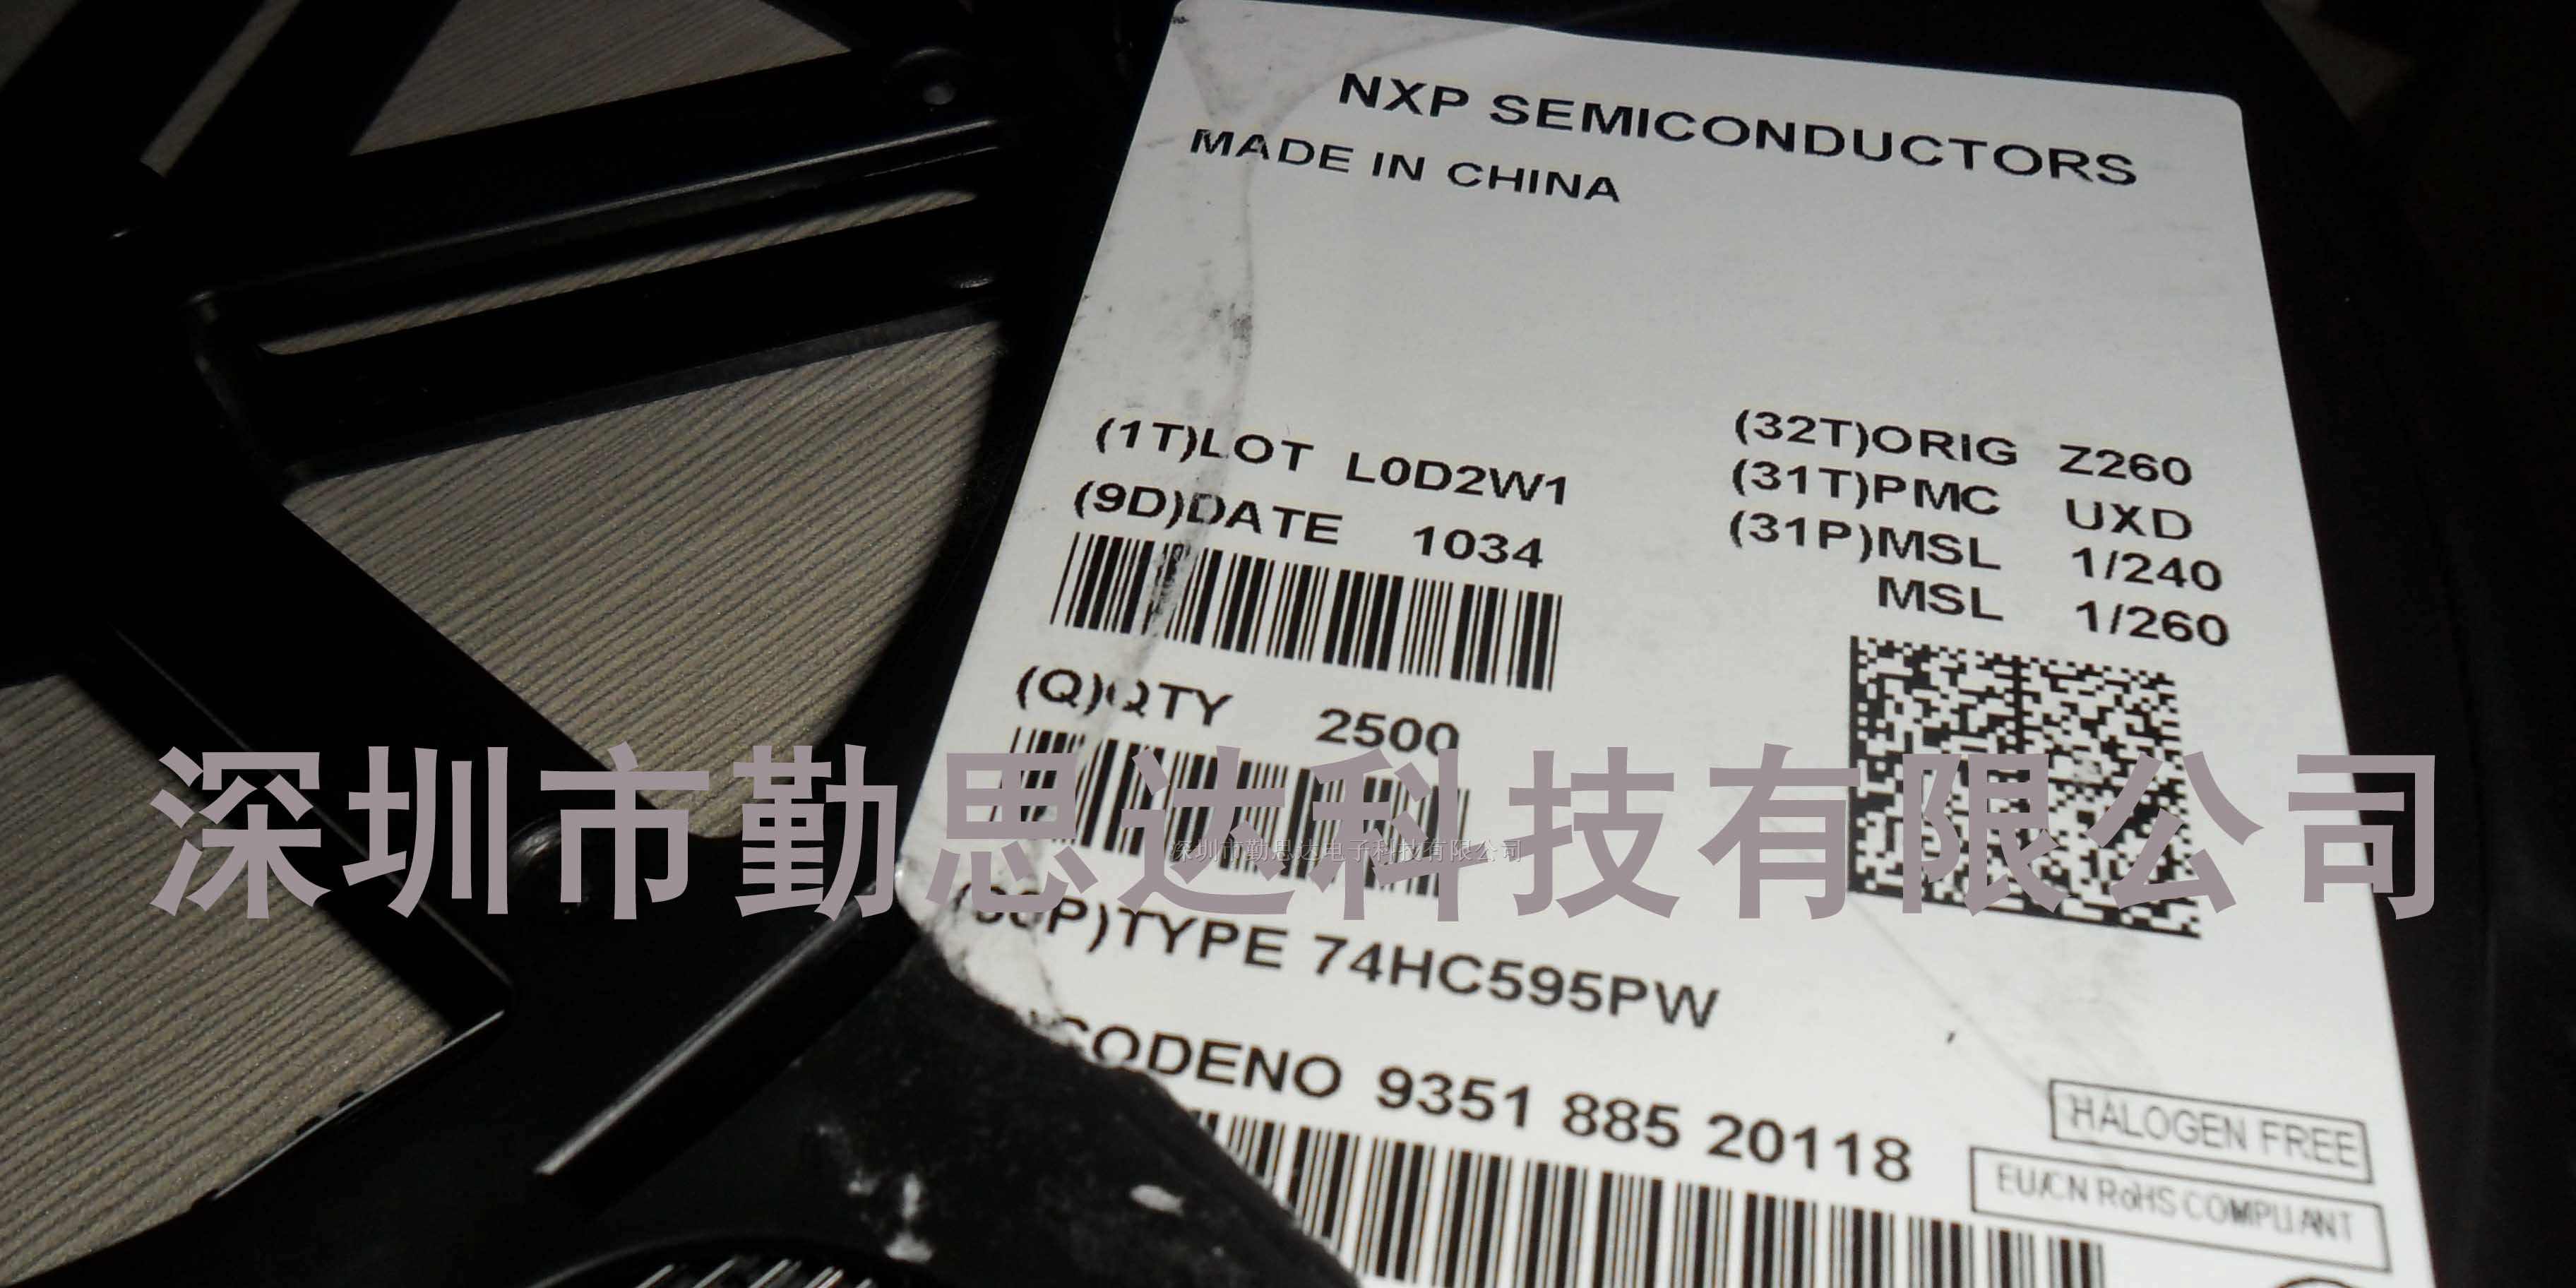 NXP SEMICONDUCTORS
MADE IN CHINA
(1T)LOT L0D2W1
(9D)DATE 1034
(32T)ORIG Z260
(31T)PMC UXD
(31P)MSL 1/240
MSL 1/260
(Q)QTY 2500
深圳市勤思达科技有限公司
深圳市勤思达电子科技有限公司
(30P)TYPE 74HC595PW
CODENO 9351 885 20118
HALOGEN FREE
EU/CN RoHS COMPLIANT